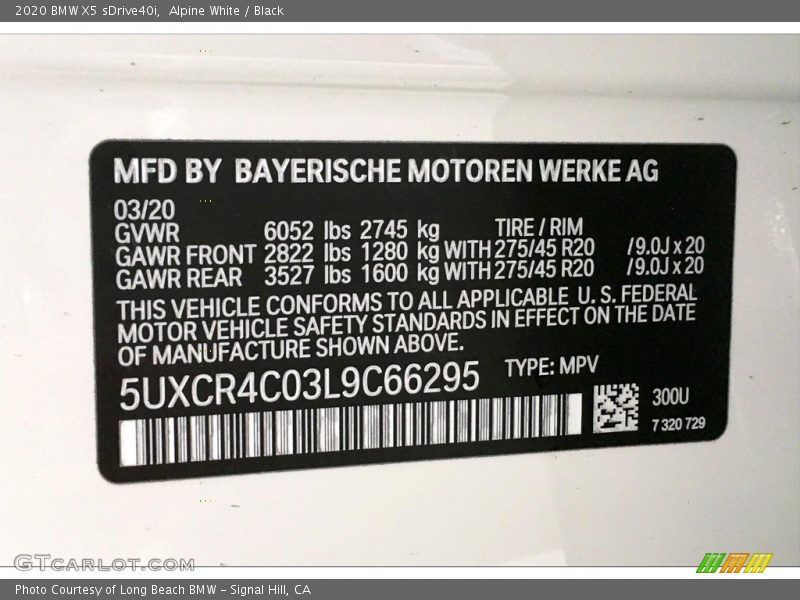 2020 BMW X5 sDrive40i,  Alpine White / Black
MFD BY BAYERISCHE MOTOREN WERKE AG
03/20
GVWR 6052 lbs 2745 kg TIRE / RIM
GAWR FRONT 2822 lbs 1280 kg WITH 275/45 R20 /9.0J x 20
GAWR REAR 3527 lbs 1600 kg WITH 275/45 R20 /9.0J x 20
THIS VEHICLE CONFORMS TO ALL APPLICABLE U. S. FEDERAL
MOTOR VEHICLE SAFETY STANDARDS IN EFFECT ON THE DATE
OF MANUFACTURE SHOWN ABOVE.
5UXCR4C03L9C66295 TYPE: MPV
300U
7 320 729
GTCARLOT.COM
Photo Courtesy of Long Beach BMW - Signal Hill, CA